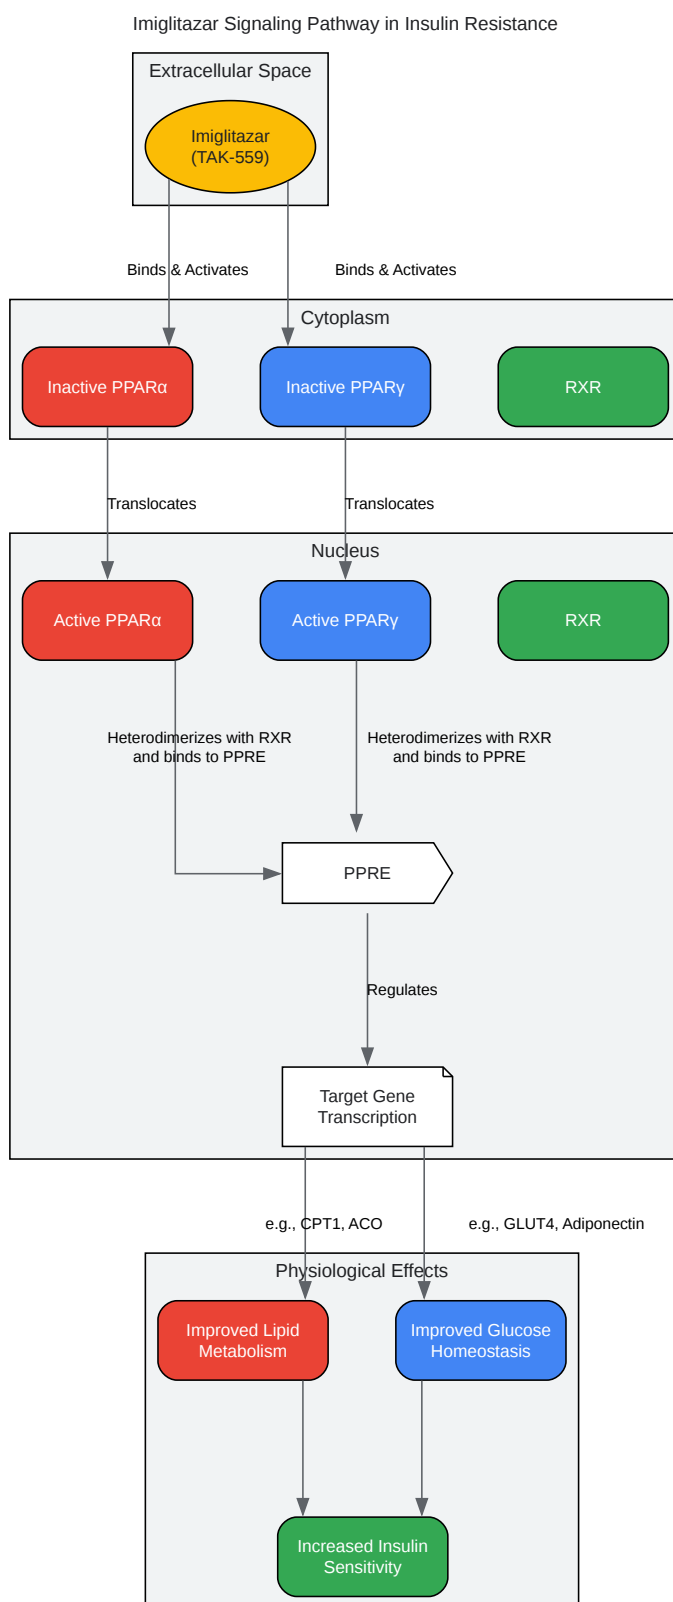 Imiglitazar Signaling Pathway in Insulin Resistance
Extracellular Space
Imiglitazar
(TAK-559)
Binds & Activates
Binds & Activates
Cytoplasm
Inactive PPARα
Inactive PPARγ
RXR
Translocates
Translocates
Nucleus
Active PPARα
Active PPARγ
RXR
Heterodimerizes with RXR
and binds to PPRE
Heterodimerizes with RXR
and binds to PPRE
PPRE
Regulates
Target Gene
Transcription
e.g., CPT1, ACO
e.g., GLUT4, Adiponectin
Physiological Effects
Improved Lipid
Metabolism
Improved Glucose
Homeostasis
Increased Insulin
Sensitivity